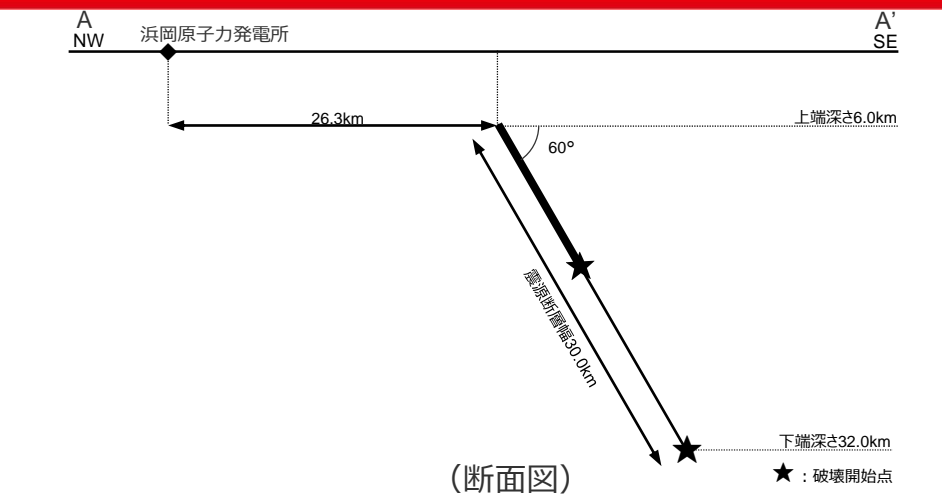 A
A’
NW
浜岡原子力発電所
SE
26.3km
上端深さ6.0km
60°
震源断層幅30.0km
下端深さ32.0km
★ ：破壊開始点
（断面図）